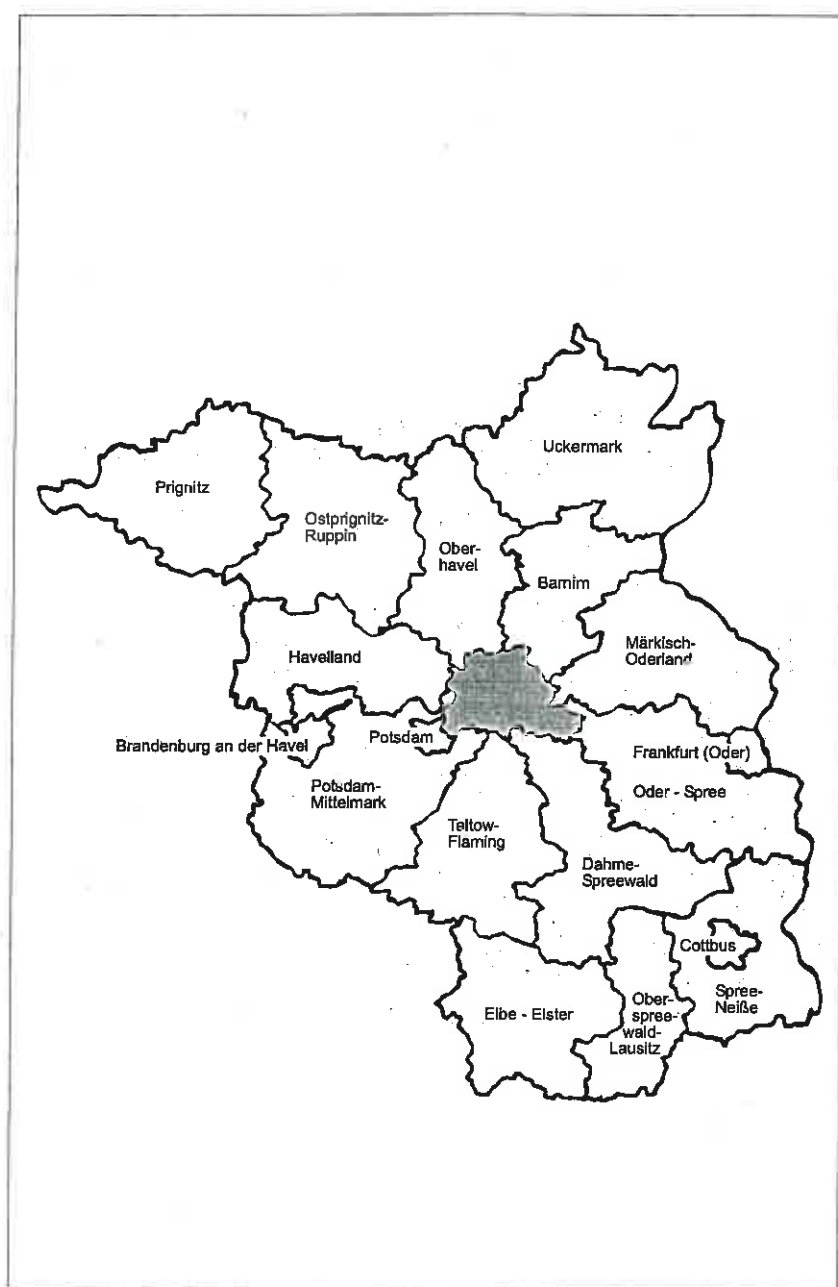 Uckermark
Prignitz
Ostprignitz-
Ruppin
Ober-
havel
Barnim
Märkisch-
Oderland
Havelland
Brandenburg an der Havel
Potsdam
Frankfurt (Oder)
Potsdam-
Mittelmark
Oder - Spree
Teltow-
Flaming
Dahme-
Spreewald
Cottbus
Spree-
Neiße
Elbe - Elster
Ober-
spree-
wald-
Lausitz